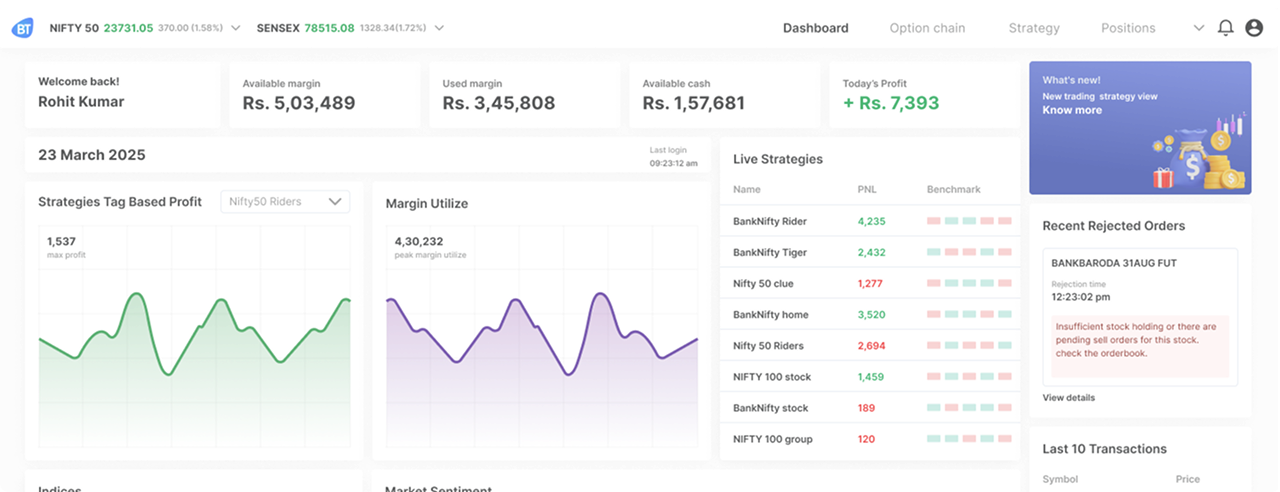 BT
NIFTY 50 23731.05 370.00 (1.58%)
SENSEX 78515.08 1328.34(1.72%)
Dashboard
Option chain
Strategy
Positions
Welcome back!
Rohit Kumar
Available margin
Rs. 5,03,489
Used margin
Rs. 3,45,808
Available cash
Rs. 1,57,681
Today's Profit
+ Rs. 7,393
What's new!
New trading strategy view
Know more
23 March 2025
Last login
09:23:12 am
Strategies Tag Based Profit
Nifty50 Riders
1,537
max profit
Margin Utilize
4,30,232
peak margin utilize
Live Strategies
Name PNL Benchmark
BankNifty Rider 4,235
BankNifty Tiger 2,432
Nifty 50 clue 1,277
BankNifty home 3,520
Nifty 50 Riders 2,694
NIFTY 100 stock 1,459
BankNifty stock 189
NIFTY 100 group 120
Recent Rejected Orders
BANKBARODA 31AUG FUT
Rejection time
12:23:02 pm
Insufficient stock holding or there are
pending sell orders for this stock.
check the orderbook.
View details
Last 10 Transactions
Symbol Price
Indices
Market Sentiment